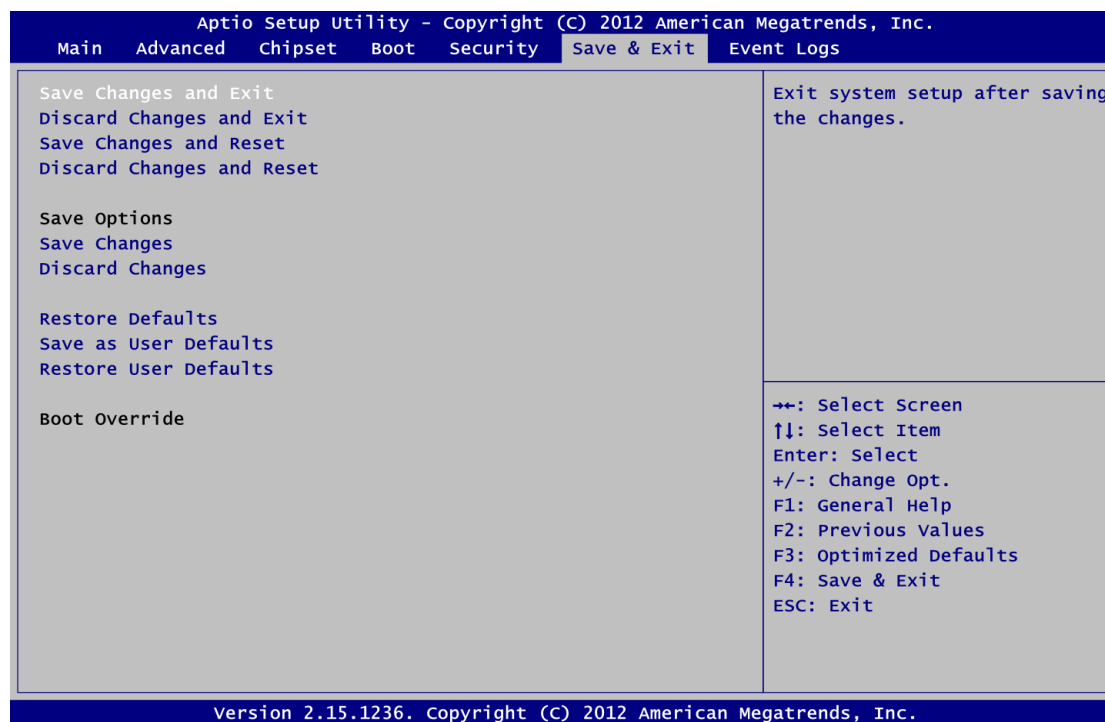 Aptio Setup Utility - Copyright (C) 2012 American Megatrends, Inc.
Main Advanced Chipset Boot Security Save & Exit Event Logs
Save Changes and Exit
Discard Changes and Exit
Save Changes and Reset
Discard Changes and Reset
Save Options
Save Changes
Discard Changes
Restore Defaults
Save as User Defaults
Restore User Defaults
Boot Override
Exit system setup after saving
the changes.
→←: Select Screen
↑↓: Select Item
Enter: Select
+/-: Change Opt.
F1: General Help
F2: Previous Values
F3: Optimized Defaults
F4: Save & Exit
ESC: Exit
Version 2.15.1236. Copyright (C) 2012 American Megatrends, Inc.